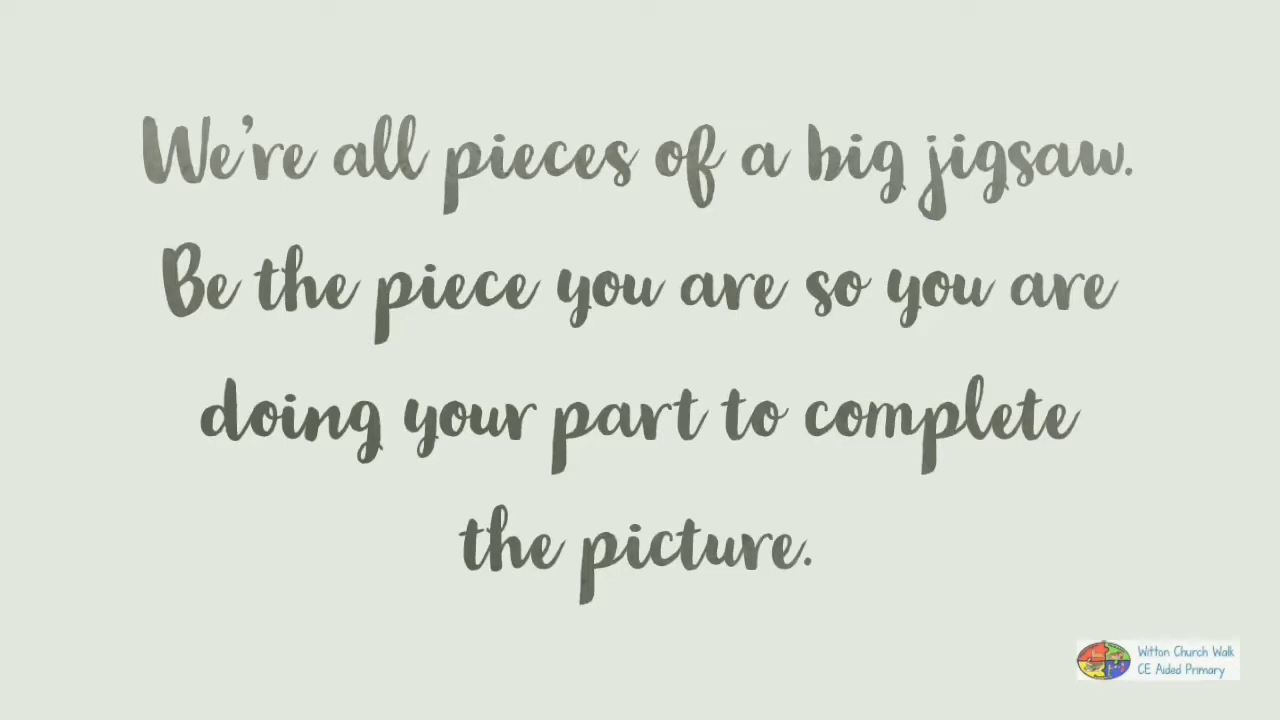 We're all pieces of a big jigsaw.
Be the piece you are so you are
doing your part to complete
the picture.
Witton Church Walk
CE Aided Primary